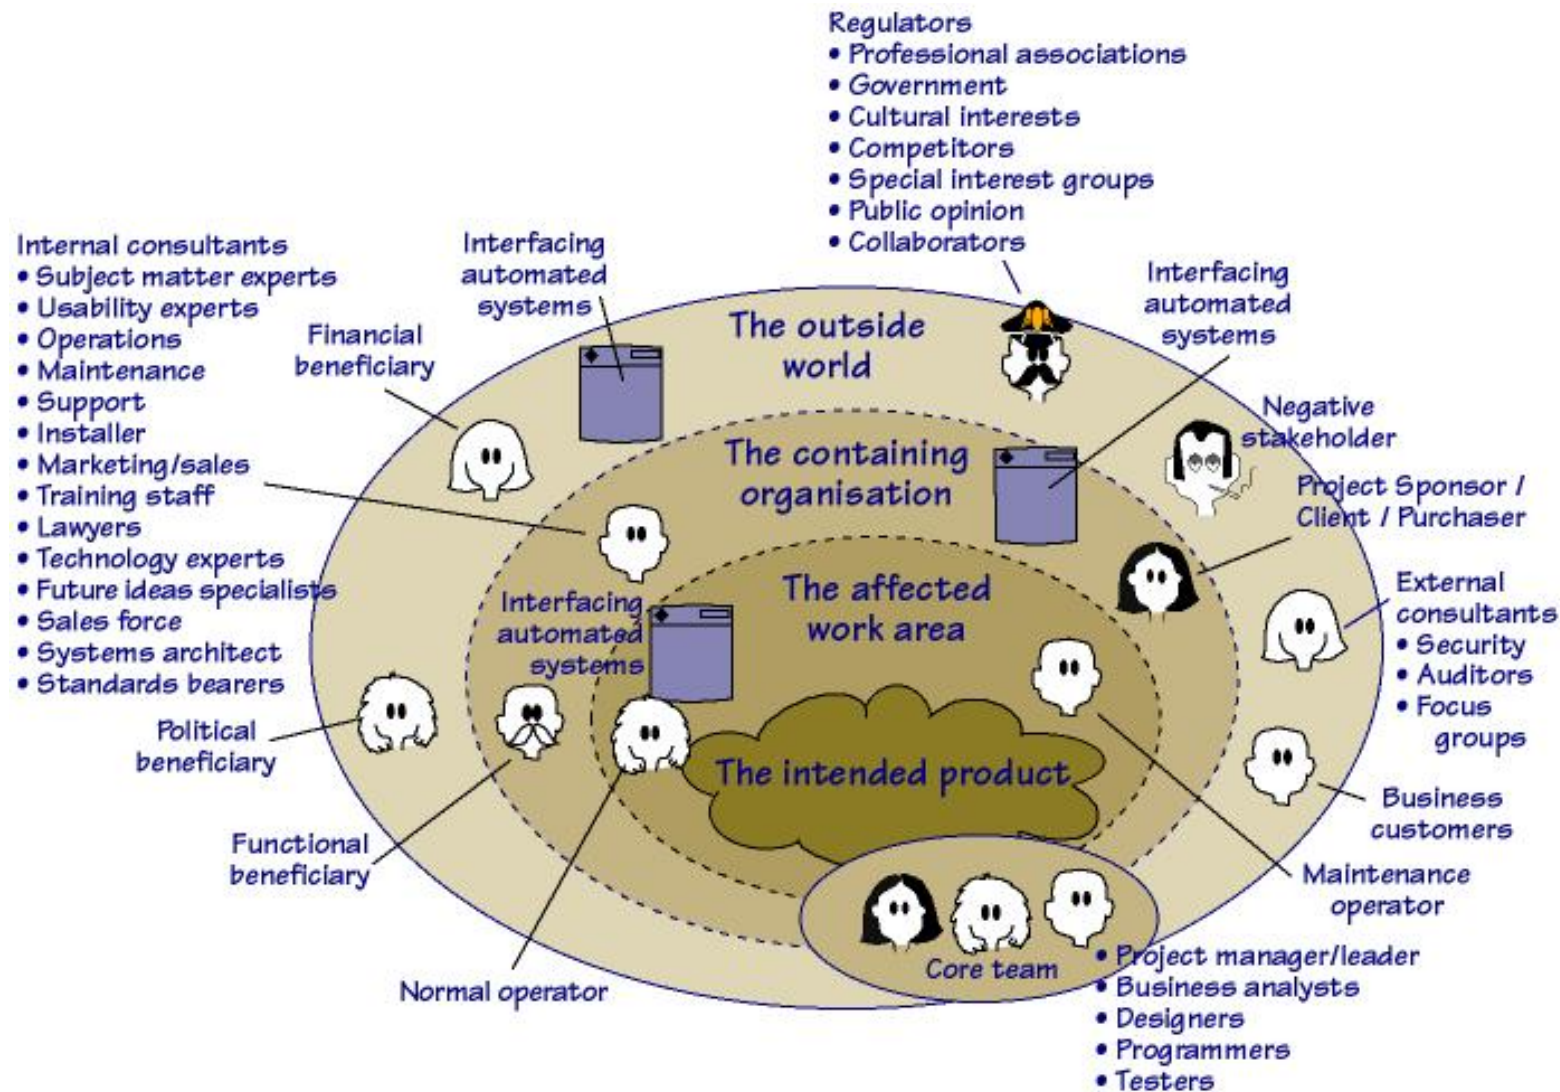 Regulators
• Professional associations
• Government
• Cultural interests
• Competitors
• Special interest groups
• Public opinion
• Collaborators
Internal consultants
• Subject matter experts
• Usability experts
• Operations
• Maintenance
• Support
• Installer
• Marketing/sales
• Training staff
• Lawyers
• Technology experts
• Future ideas specialists
• Sales force
• Systems architect
• Standards bearers
Interfacing
automated
systems
Financial
beneficiary
The outside
world
Interfacing
automated
systems
Negative
stakeholder
The containing
organisation
Project Sponsor /
Client / Purchaser
The affected
work area
Interfacing
automated
systems
External
consultants
• Security
• Auditors
• Focus
groups
Political
beneficiary
The intended product
Business
customers
Functional
beneficiary
Maintenance
operator
Normal operator
Core team
• Project manager/leader
• Business analysts
• Designers
• Programmers
• Testers